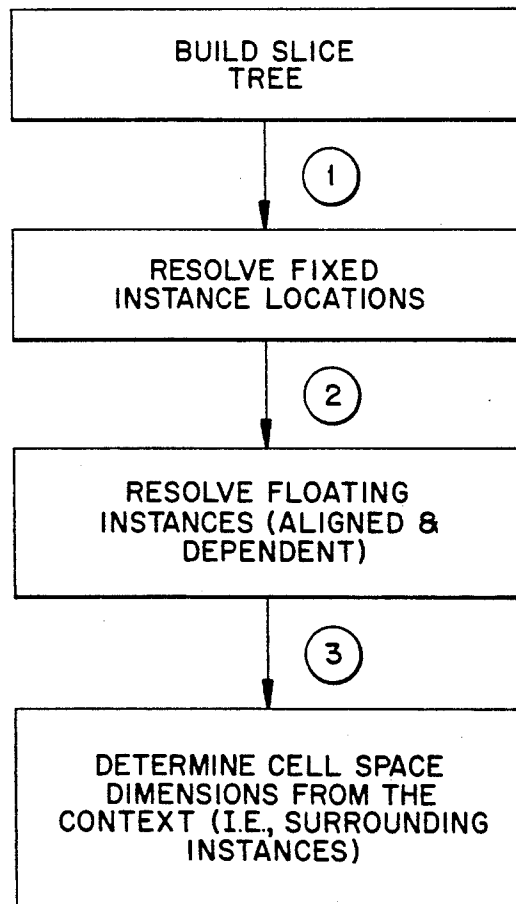 BUILD SLICE
TREE
1
RESOLVE FIXED
INSTANCE LOCATIONS
2
RESOLVE FLOATING
INSTANCES (ALIGNED &
DEPENDENT)
3
DETERMINE CELL SPACE
DIMENSIONS FROM THE
CONTEXT (I.E., SURROUNDING
INSTANCES)